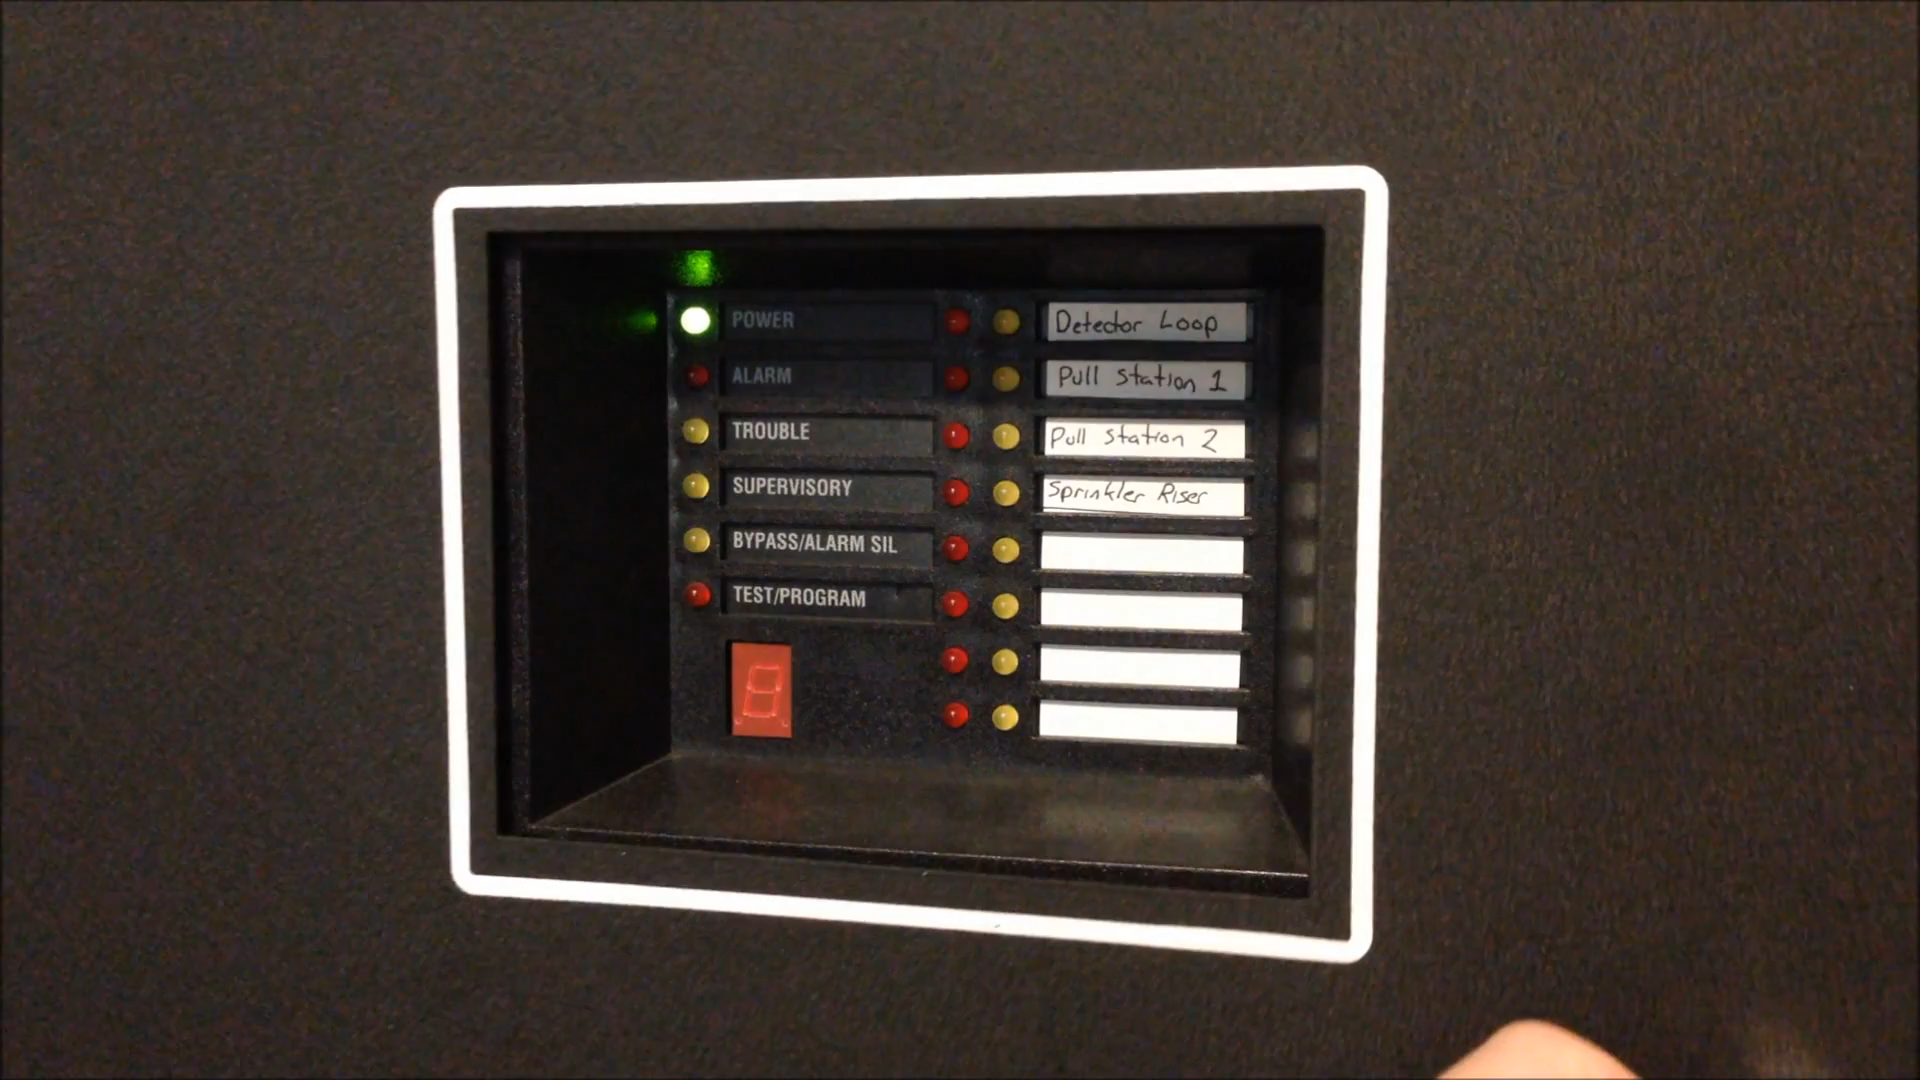 POWER
ALARM
TROUBLE
SUPERVISORY
BYPASS/ALARM SIL
TEST/PROGRAM
8
Detector Loop
Pull Station 1
Pull Station 2
Sprinkler Riser